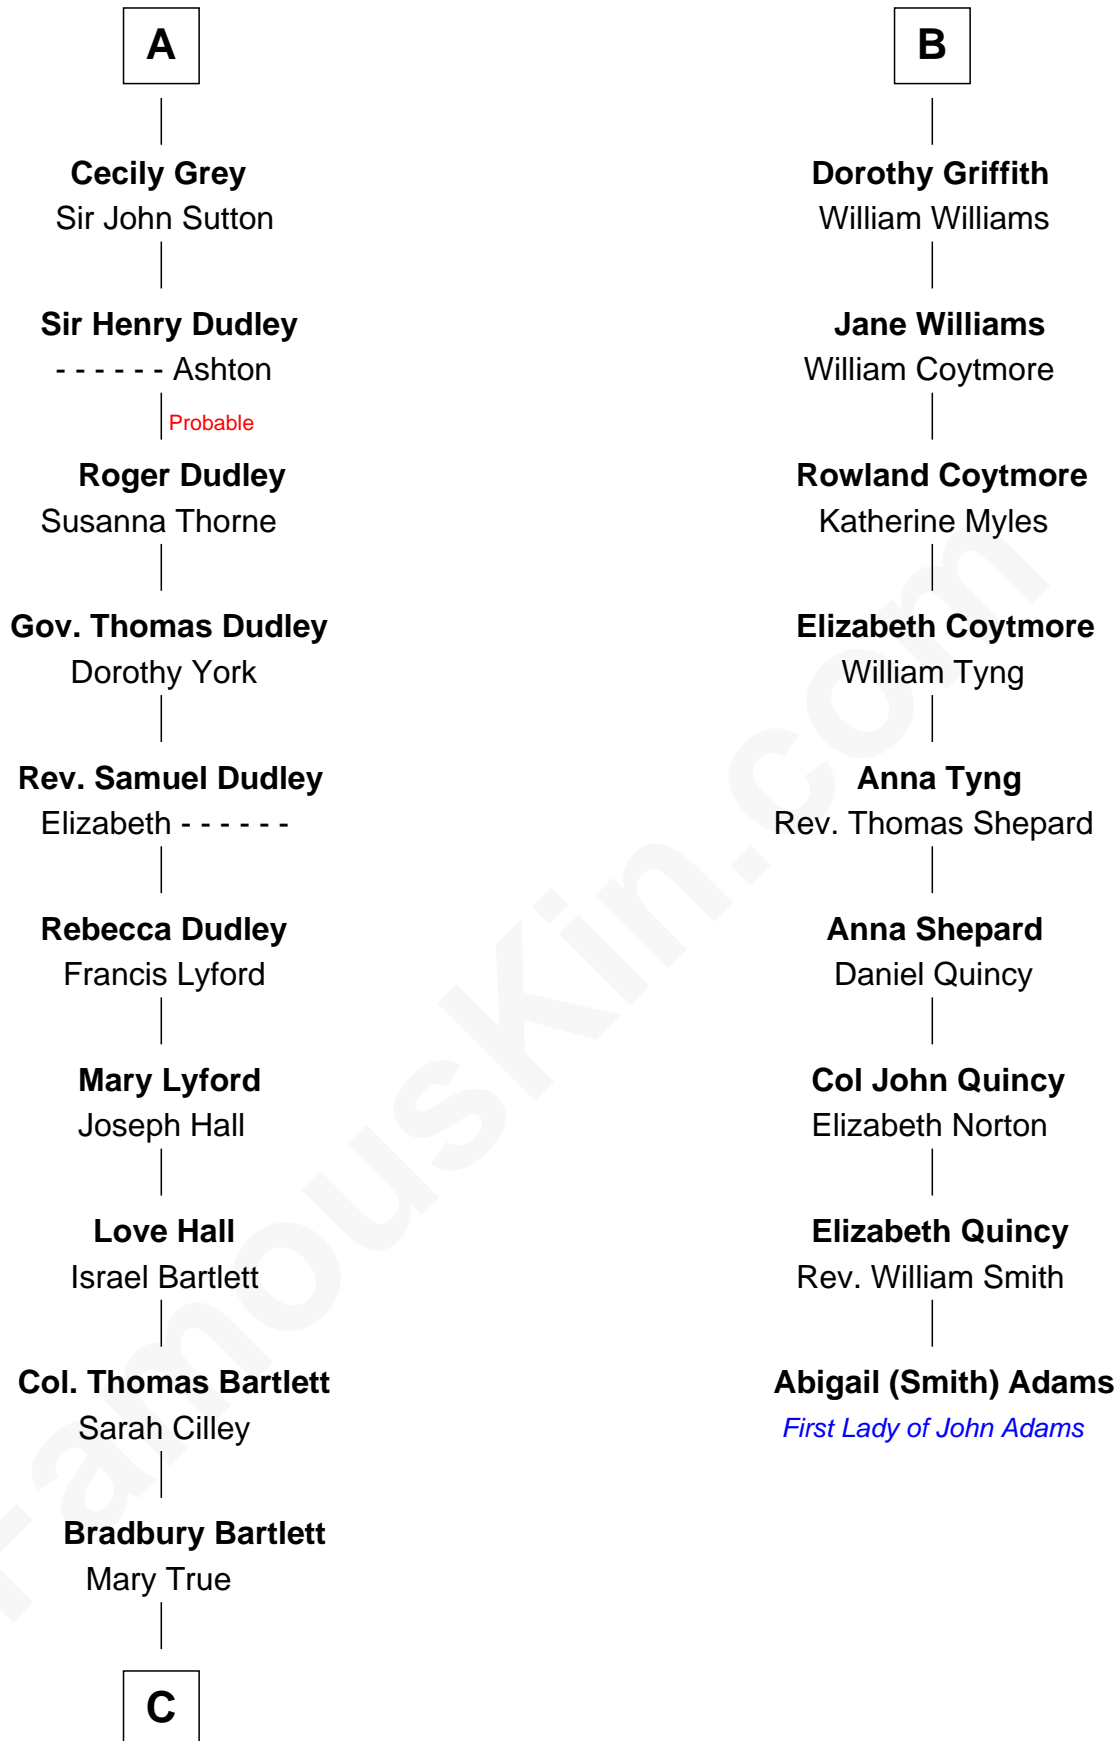 A
Cecily Grey
Sir John Sutton
Sir Henry Dudley
- - - - - - Ashton
Probable
Roger Dudley
Susanna Thorne
Gov. Thomas Dudley
Dorothy York
Rev. Samuel Dudley
Elizabeth - - - - - -
Rebecca Dudley
Francis Lyford
Mary Lyford
Joseph Hall
Love Hall
Israel Bartlett
Col. Thomas Bartlett
Sarah Cilley
Bradbury Bartlett
Mary True
C
B
Dorothy Griffith
William Williams
Jane Williams
William Coytmore
Rowland Coytmore
Katherine Myles
Elizabeth Coytmore
William Tyng
Anna Tyng
Rev. Thomas Shepard
Anna Shepard
Daniel Quincy
Col John Quincy
Elizabeth Norton
Elizabeth Quincy
Rev. William Smith
Abigail (Smith) Adams
First Lady of John Adams
FamousKin.com